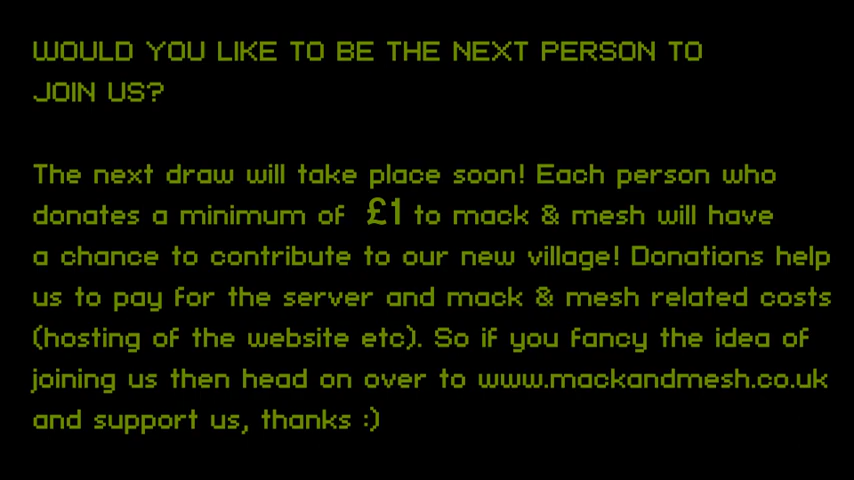 WOULD YOU LIKE TO BE THE NEXT PERSON TO
JOIN US?
The next draw will take place soon! Each person who
donates a minimum of £1 to mack & mesh will have
a chance to contribute to our new village! Donations help
us to pay for the server and mack & mesh related costs
(hosting of the website etc). So if you fancy the idea of
joining us then head on over to www.mackandmesh.co.uk
and support us, thanks :)